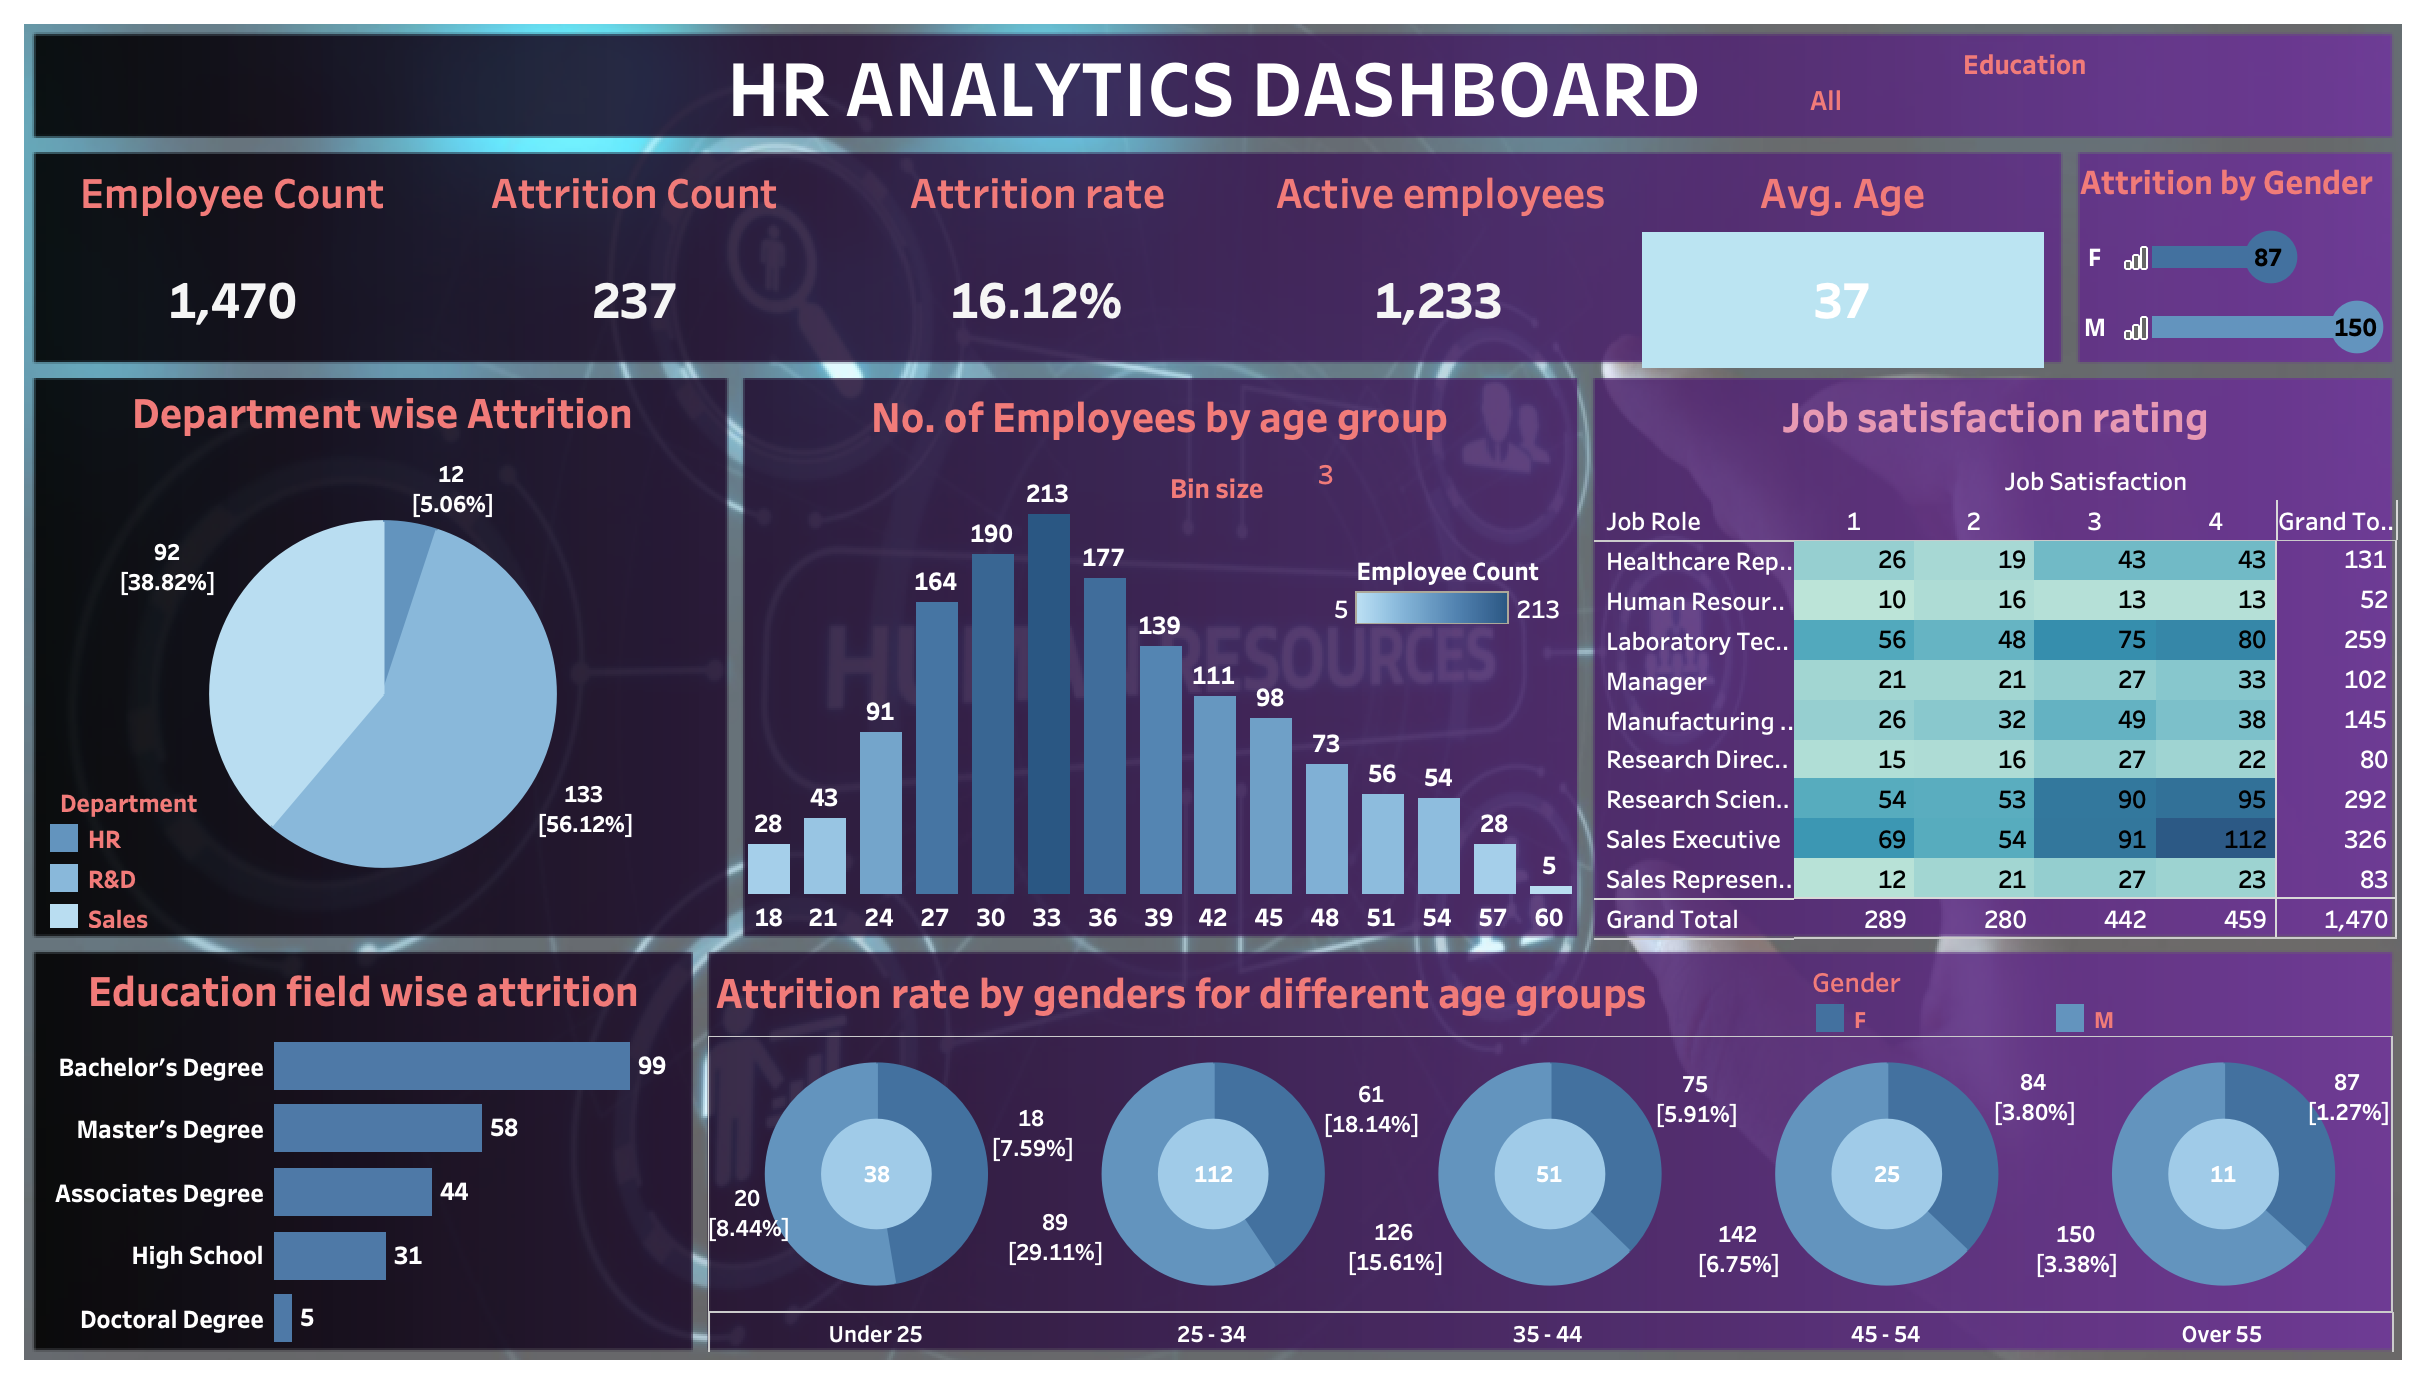 HR ANALYTICS DASHBOARD
Education
All
Employee Count
1,470
Attrition Count
237
Attrition rate
16.12%
Active employees
1,233
Avg. Age
37
Attrition by Gender
F 87
M 150
Department wise Attrition
12
[5.06%]
92
[38.82%]
133
[56.12%]
Department
HR
R&D
Sales
No. of Employees by age group
Bin size 3
Employee Count
5 213
28 43 91 164 190 213 177 139 111 98 73 56 54 28 5
18 21 24 27 30 33 36 39 42 45 48 51 54 57 60
HUMAN RESOURCES
Job satisfaction rating
Job Satisfaction
Job Role 1 2 3 4 Grand To..
Healthcare Rep.. 26 19 43 43 131
Human Resour.. 10 16 13 13 52
Laboratory Tec.. 56 48 75 80 259
Manager 21 21 27 33 102
Manufacturing .. 26 32 49 38 145
Research Direc.. 15 16 27 22 80
Research Scien.. 54 53 90 95 292
Sales Executive 69 54 91 112 326
Sales Represen.. 12 21 27 23 83
Grand Total 289 280 442 459 1,470
Education field wise attrition
Bachelor's Degree 99
Master's Degree 58
Associates Degree 44
High School 31
Doctoral Degree 5
Attrition rate by genders for different age groups
Gender
F M
38
18
[7.59%]
20
[8.44%]
Under 25
112
61
[18.14%]
89
[29.11%]
25 - 34
51
75
[5.91%]
126
[15.61%]
35 - 44
25
84
[3.80%]
142
[6.75%]
45 - 54
11
87
[1.27%]
150
[3.38%]
Over 55